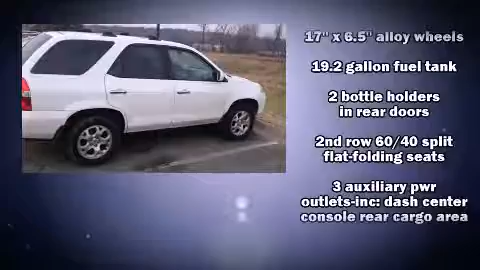 17" x 6.5" alloy wheels
19.2 gallon fuel tank
2 bottle holders
in rear doors
2nd row 60/40 split
flat-folding seats
3 auxiliary pwr
outlets-inc: dash center
console rear cargo area